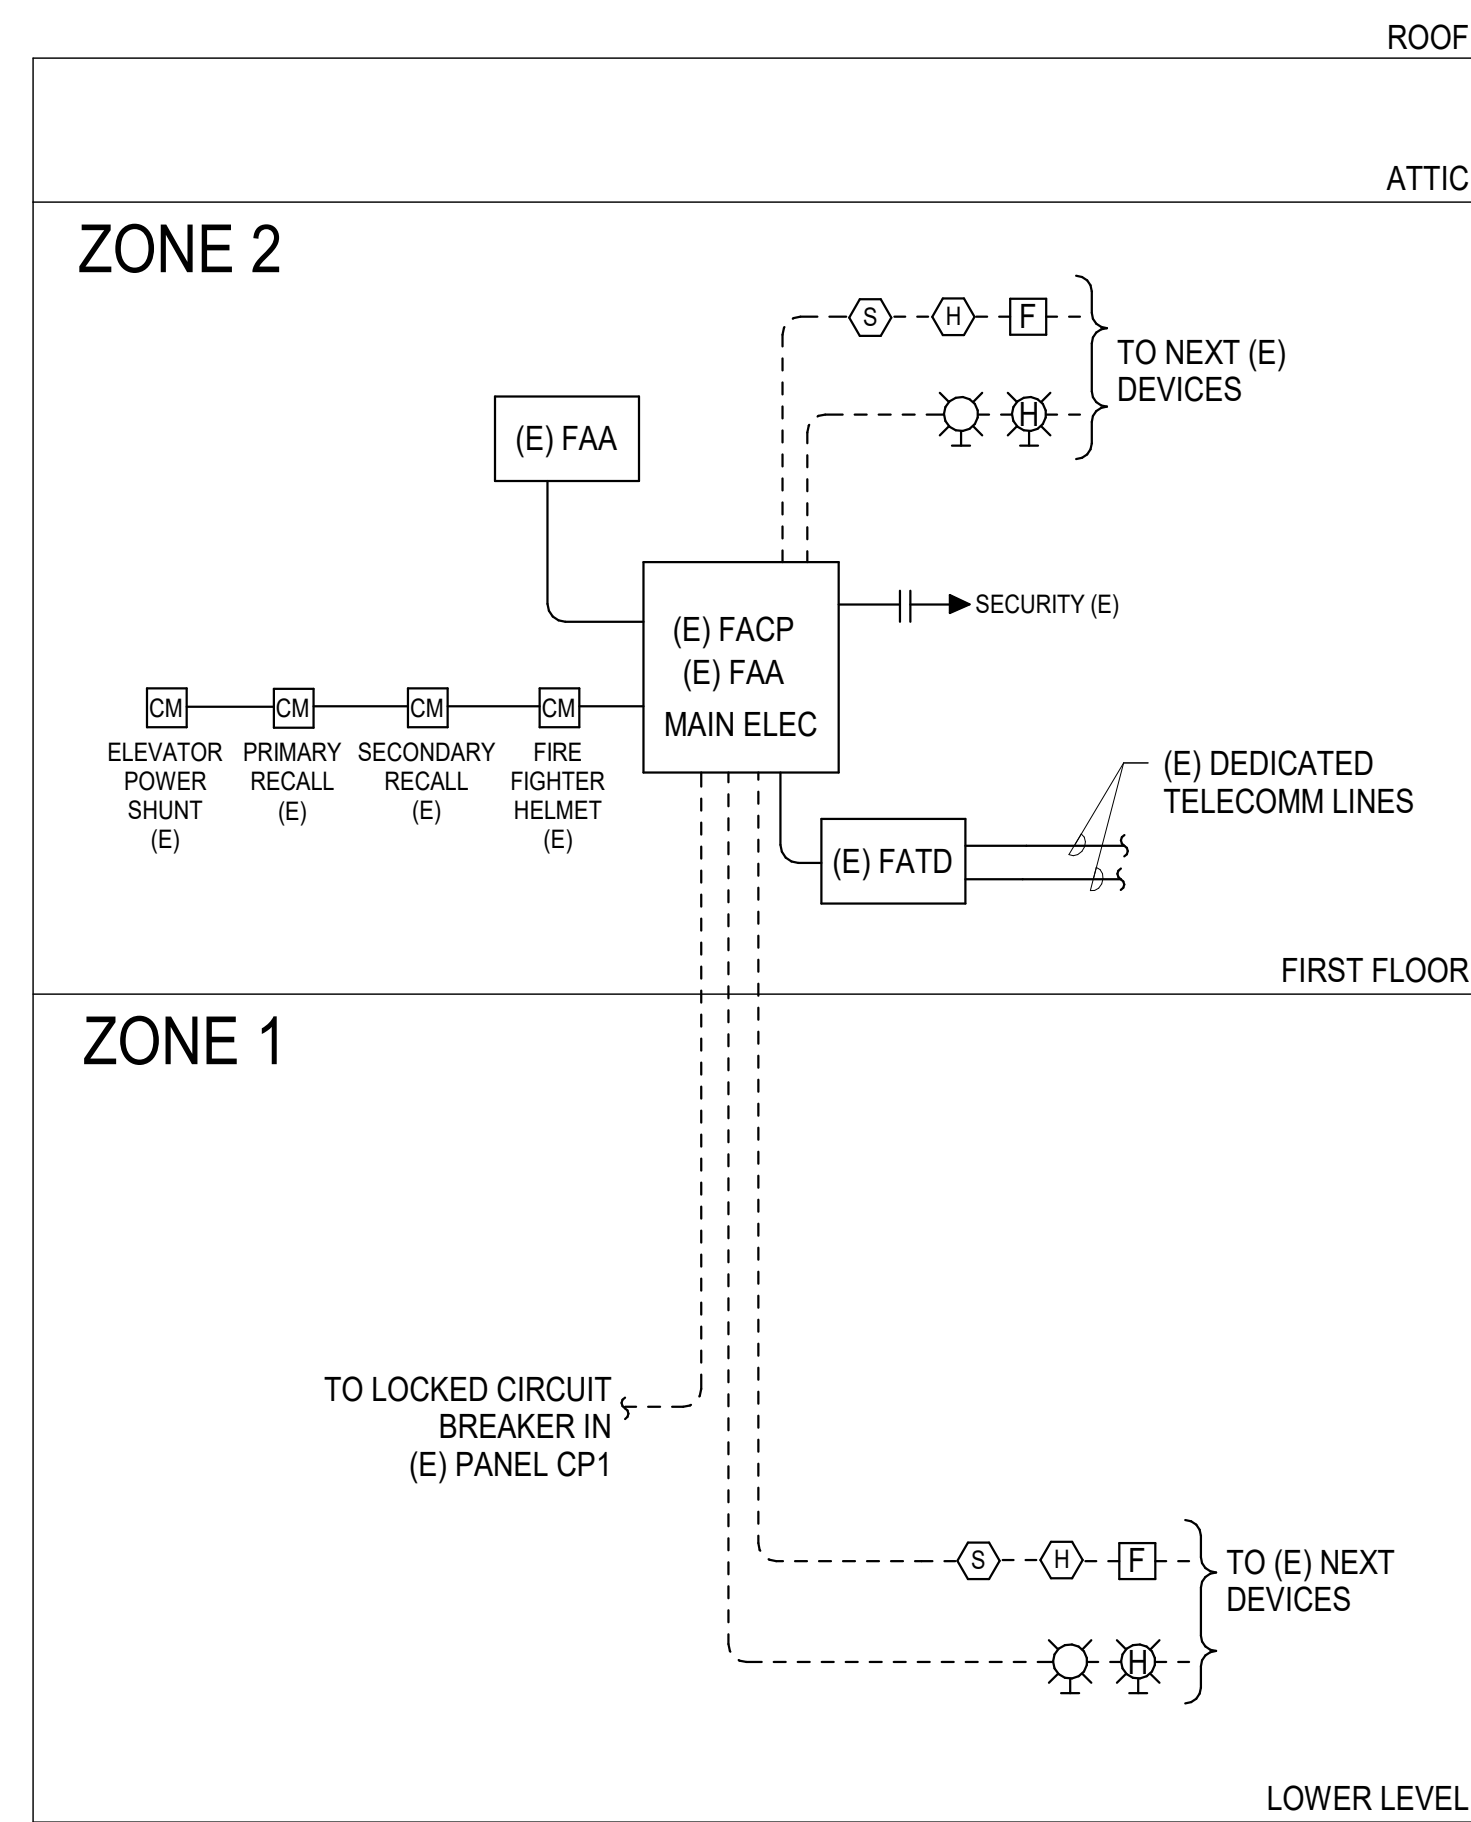 ROOF
ATTIC
ZONE 2
S
H
F
TO NEXT (E)
DEVICES
H
(E) FAA
(E) FACP
(E) FAA
MAIN ELEC
SECURITY (E)
CM
CM
CM
CM
ELEVATOR
POWER
SHUNT
(E)
PRIMARY
RECALL
(E)
SECONDARY
RECALL
(E)
FIRE
FIGHTER
HELMET
(E)
(E) DEDICATED
TELECOMM LINES
(E) FATD
FIRST FLOOR
ZONE 1
TO LOCKED CIRCUIT
BREAKER IN
(E) PANEL CP1
S
H
F
TO (E) NEXT
DEVICES
H
LOWER LEVEL